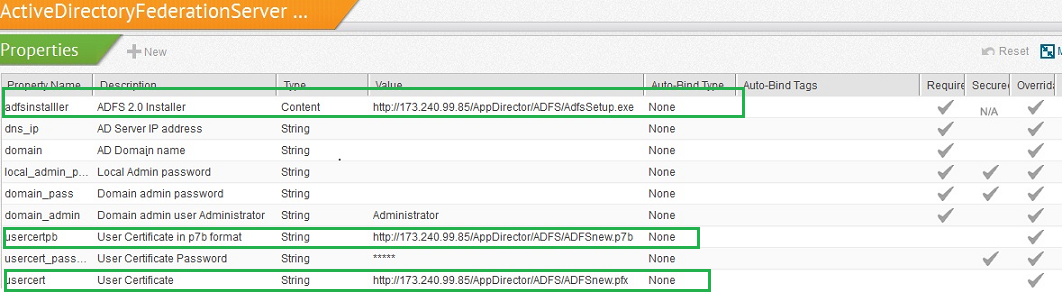 ActiveDirectoryFederationServer ...
Properties New Reset
Property Name Description Type Value Auto-Bind Type Auto-Bind Tags Require Secured Overrida
adfsinstalller ADFS 2.0 Installer Content http://173.240.99.85/AppDirector/ADFS/AdfsSetup.exe None N/A
dns_ip AD Server IP address String None
domain AD Domain name String None
local_admin_p... Local Admin password String None
domain_pass Domain admin password String None
domain_admin Domain admin user Administrator String Administrator None
usercertpb User Certificate in p7b format String http://173.240.99.85/AppDirector/ADFS/ADFSnew.p7b None
usercert_pass... User Certificate Password String ***** None
usercert User Certificate String http://173.240.99.85/AppDirector/ADFS/ADFSnew.pfx None